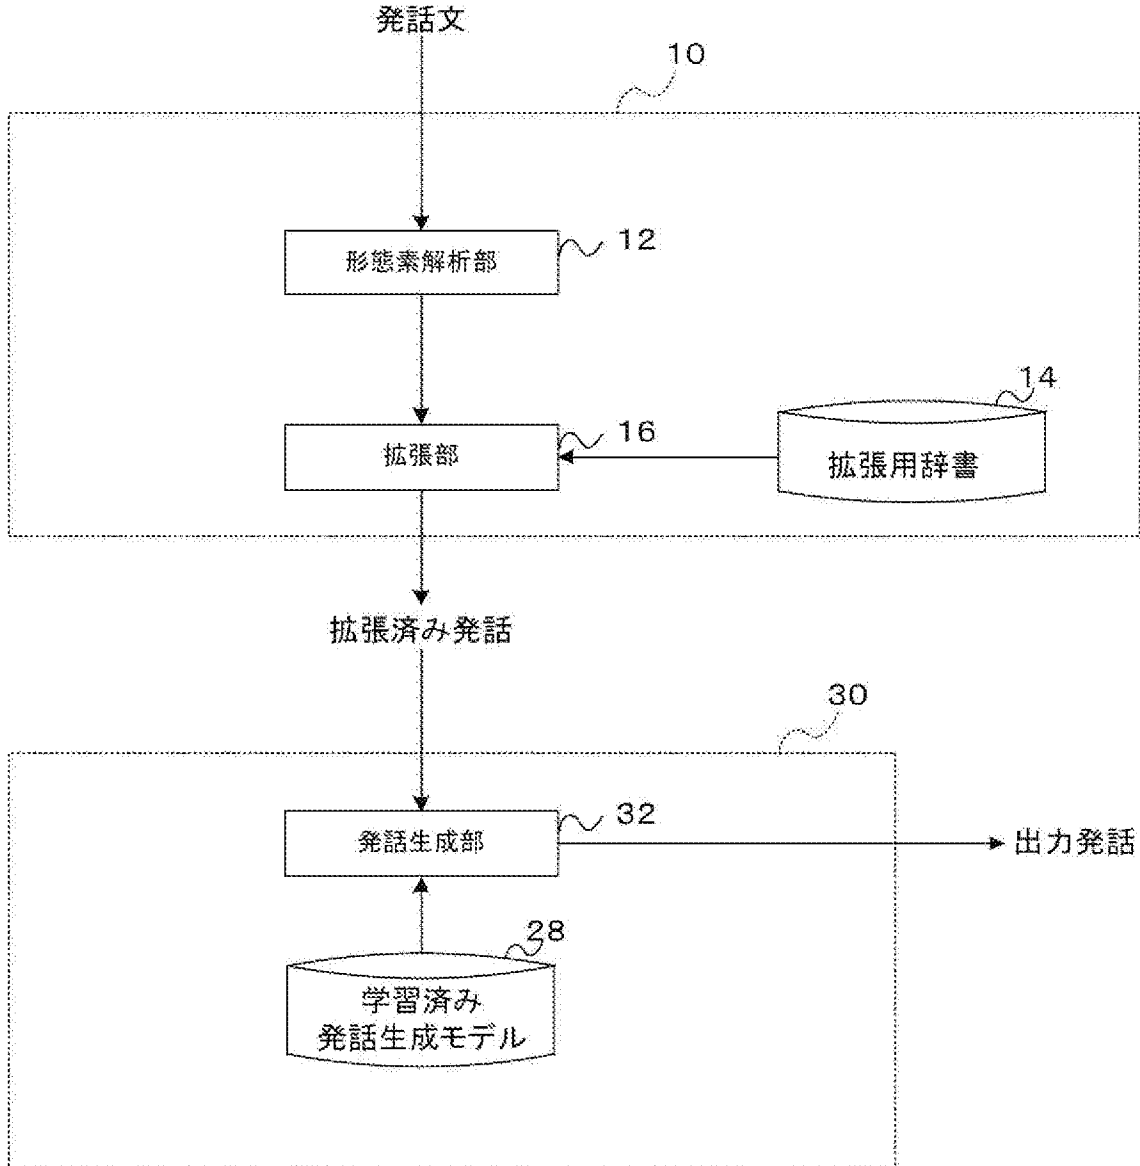 発話文
10
形態素解析部
12
14
拡張部
16
拡張用辞書
拡張済み発話
30
発話生成部
32
出力発話
28
学習済み
発話生成モデル